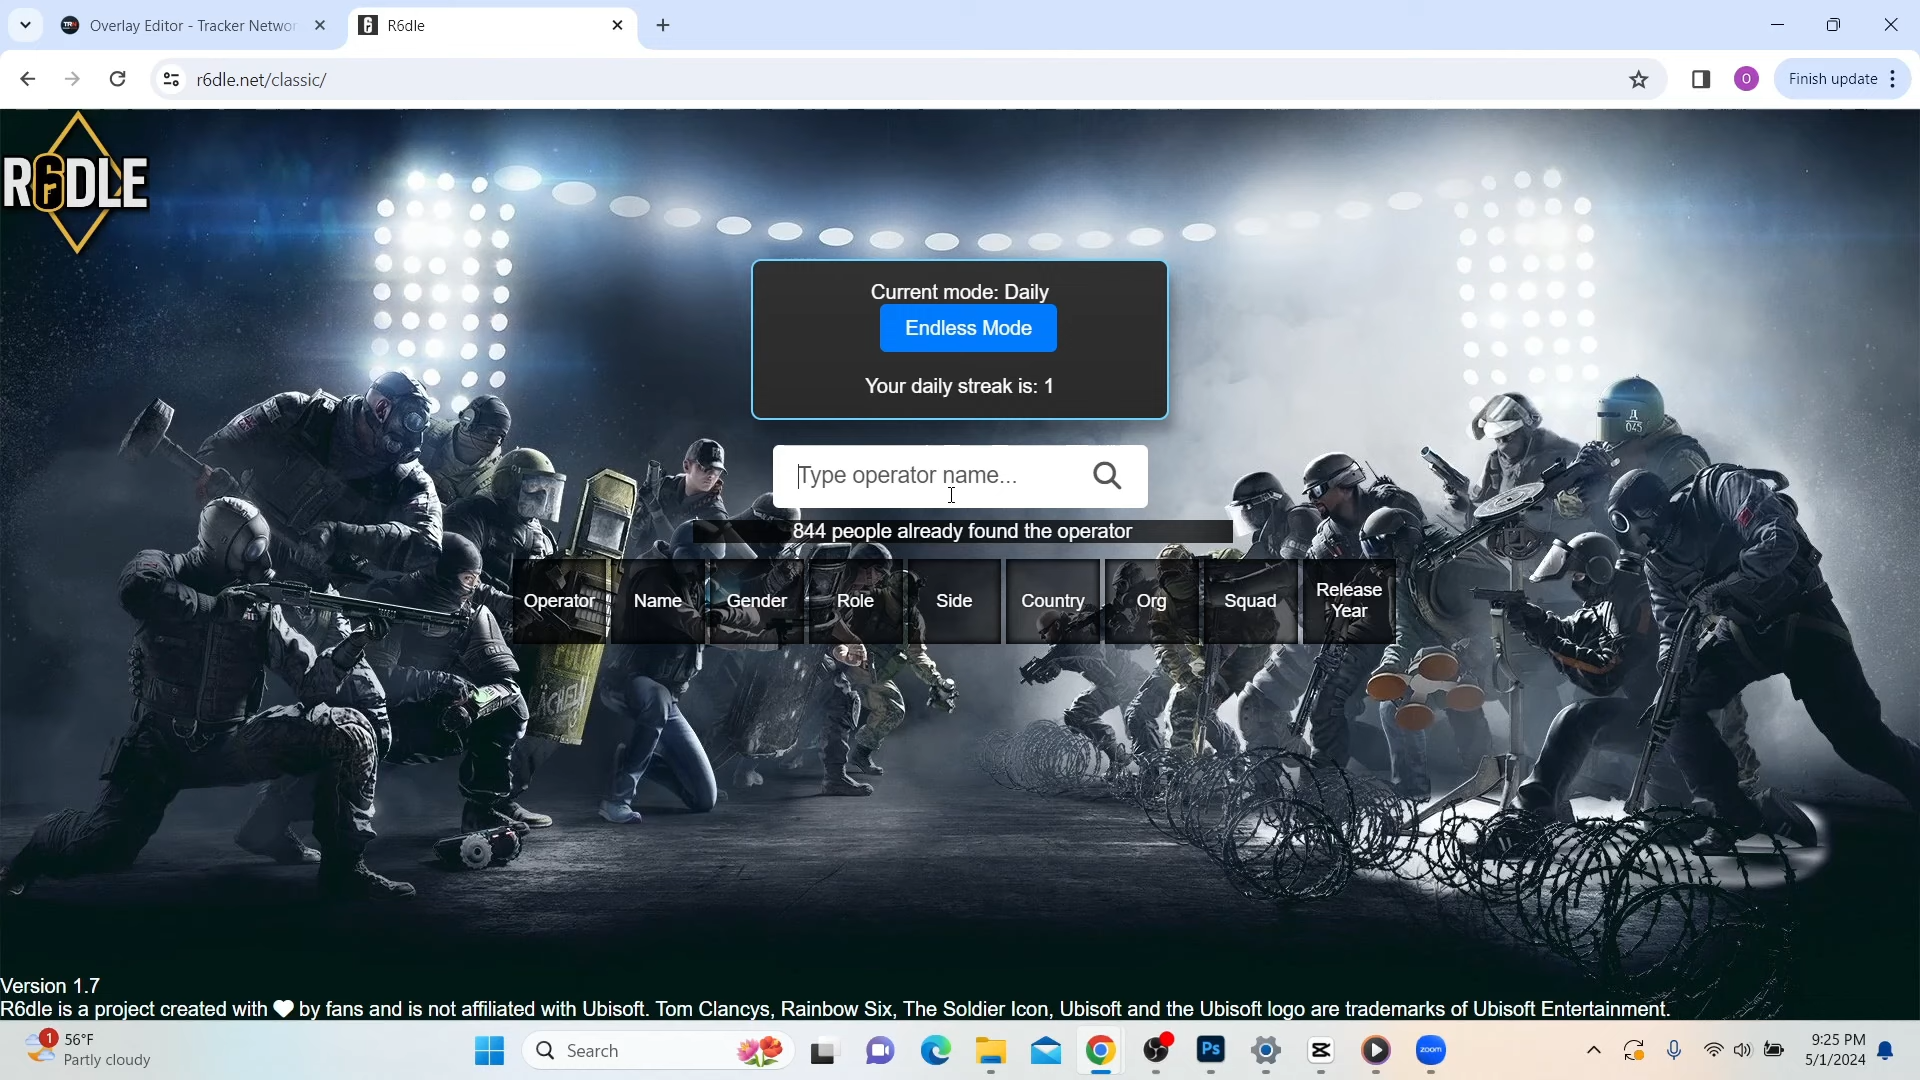 Overlay Editor - Tracker Networ
R6dle
r6dle.net/classic/
Finish update
R6DLE
Current mode: Daily
Endless Mode
Your daily streak is: 1
Type operator name...
844 people already found the operator
Operator Name Gender Role Side Country Org Squad Release Year
Version 1.7
R6dle is a project created with 🤍 by fans and is not affiliated with Ubisoft. Tom Clancys, Rainbow Six, The Soldier Icon, Ubisoft and the Ubisoft logo are trademarks of Ubisoft Entertainment.
1
56°F
Partly cloudy
Search
Ps
zoom
9:25 PM
5/1/2024